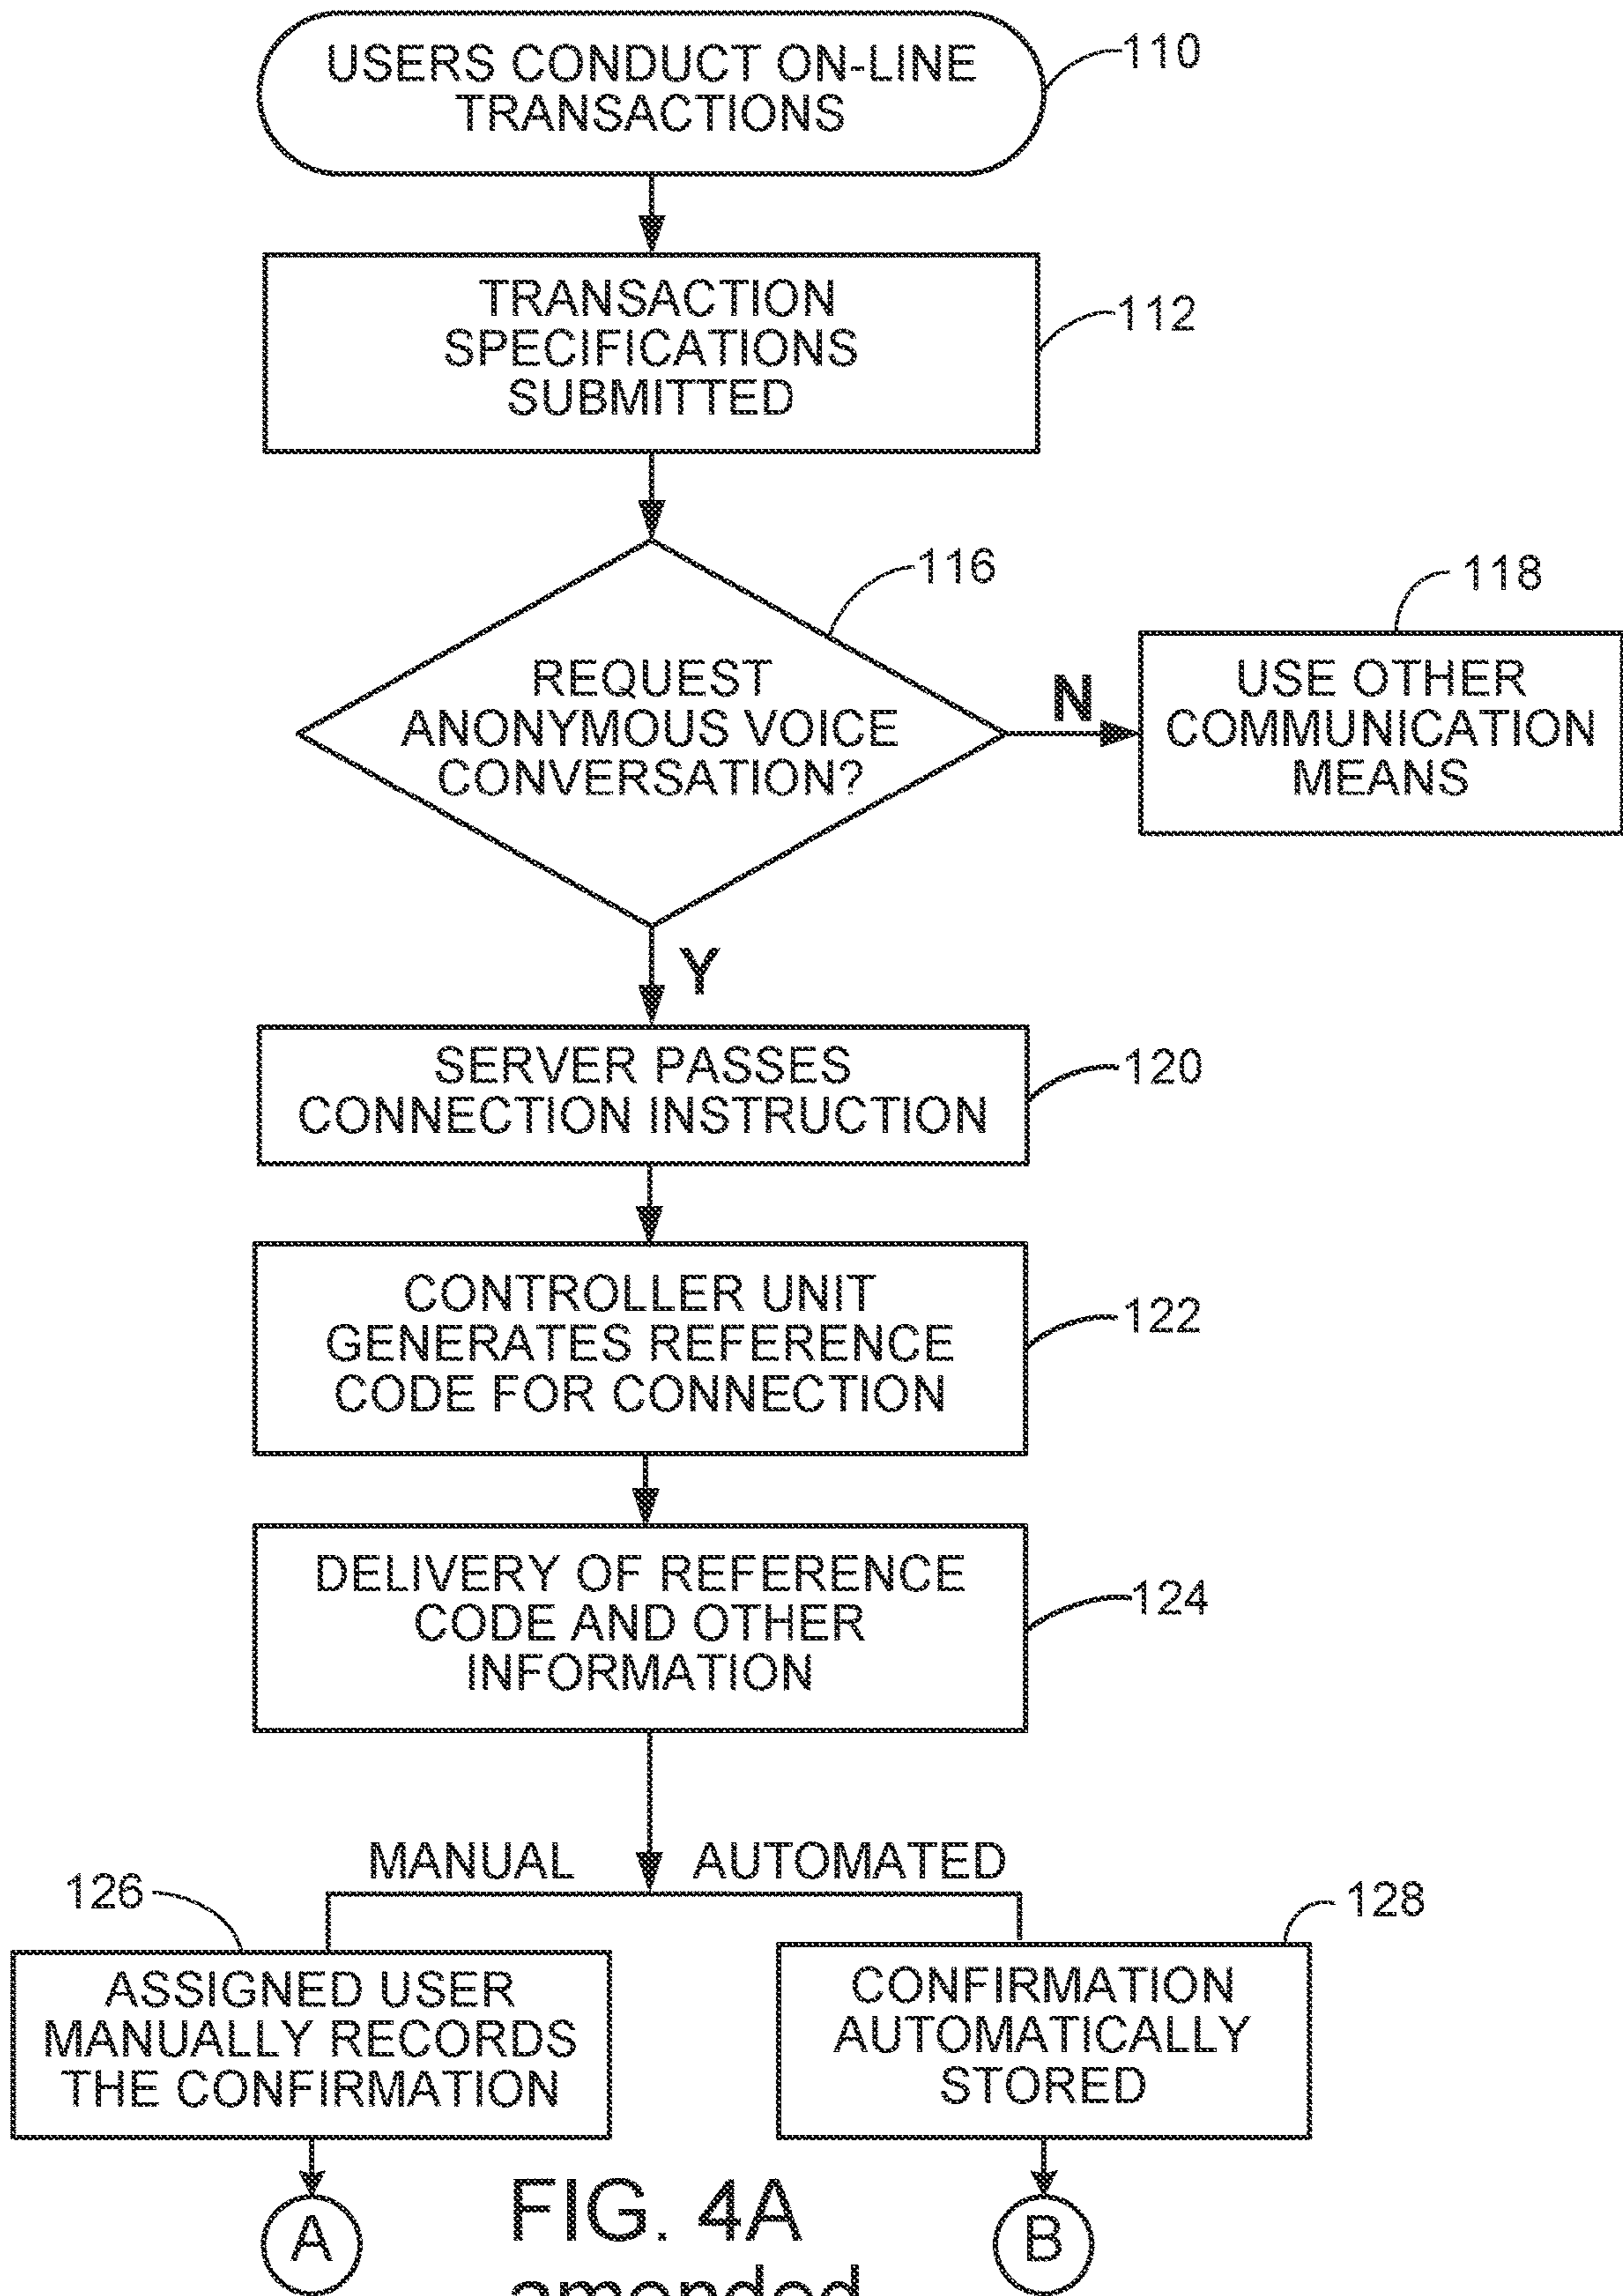 USERS CONDUCT ON-LINE
TRANSACTIONS
110
TRANSACTION
SPECIFICATIONS
SUBMITTED
112
116
REQUEST
ANONYMOUS VOICE
CONVERSATION?
N
118
USE OTHER
COMMUNICATION
MEANS
Y
SERVER PASSES
CONNECTION INSTRUCTION
120
CONTROLLER UNIT
GENERATES REFERENCE
CODE FOR CONNECTION
122
DELIVERY OF REFERENCE
CODE AND OTHER
INFORMATION
124
MANUAL
AUTOMATED
126
ASSIGNED USER
MANUALLY RECORDS
THE CONFIRMATION
128
CONFIRMATION
AUTOMATICALLY
STORED
A
B
FIG. 4A
amended